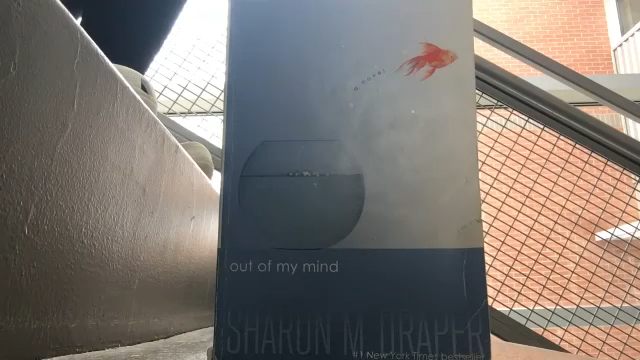 a novel
out of my mind
SHARON M. DRAPER
#1 New York Times bestseller